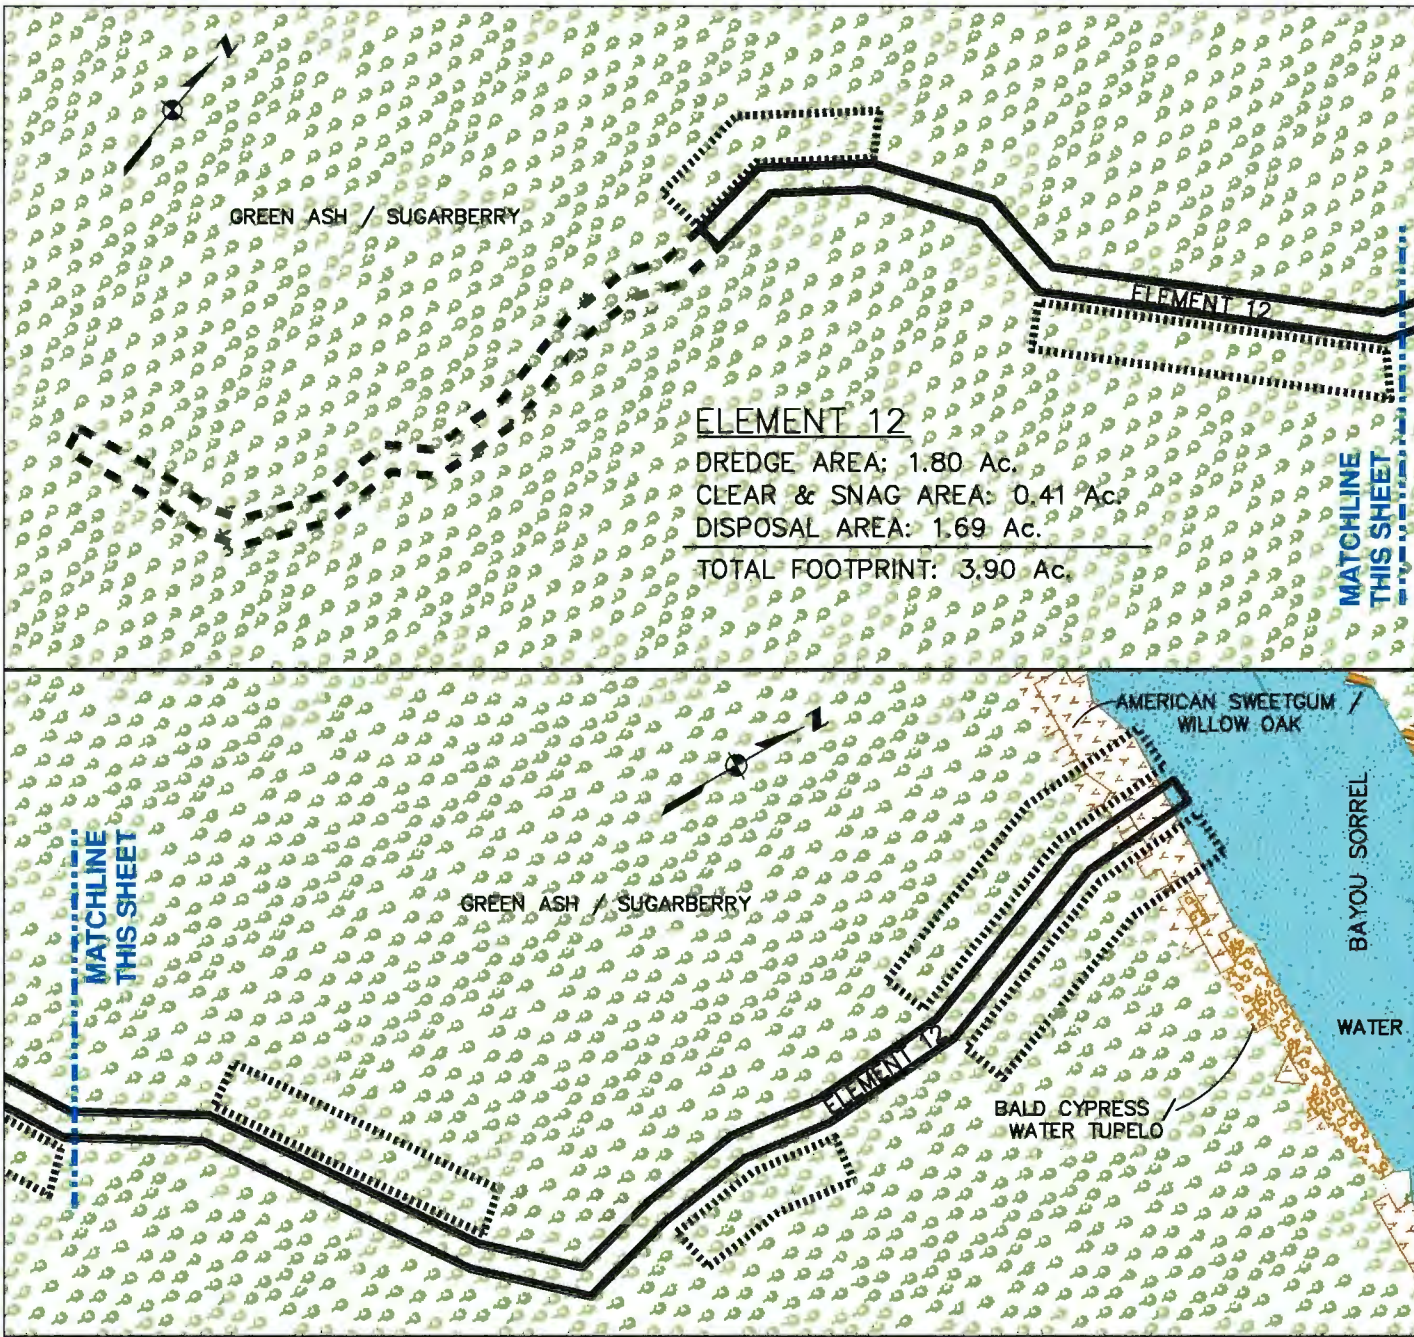 N
GREEN ASH / SUGARBERRY
ELEMENT 12
ELEMENT 12
DREDGE AREA: 1.80 Ac.
CLEAR & SNAG AREA: 0.41 Ac.
DISPOSAL AREA: 1.69 Ac.
TOTAL FOOTPRINT: 3.90 Ac.
MATCHLINE
THIS SHEET
N
AMERICAN SWEETGUM /
WILLOW OAK
MATCHLINE
THIS SHEET
GREEN ASH / SUGARBERRY
BAYOU SORREL
WATER
ELEMENT 12
BALD CYPRESS /
WATER TUPELO